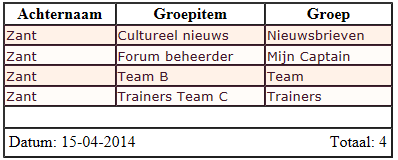 Achternaam Groepitem Groep
Zant Cultureel nieuws Nieuwsbrieven
Zant Forum beheerder Mijn Captain
Zant Team B Team
Zant Trainers Team C Trainers
Datum: 15-04-2014 Totaal: 4